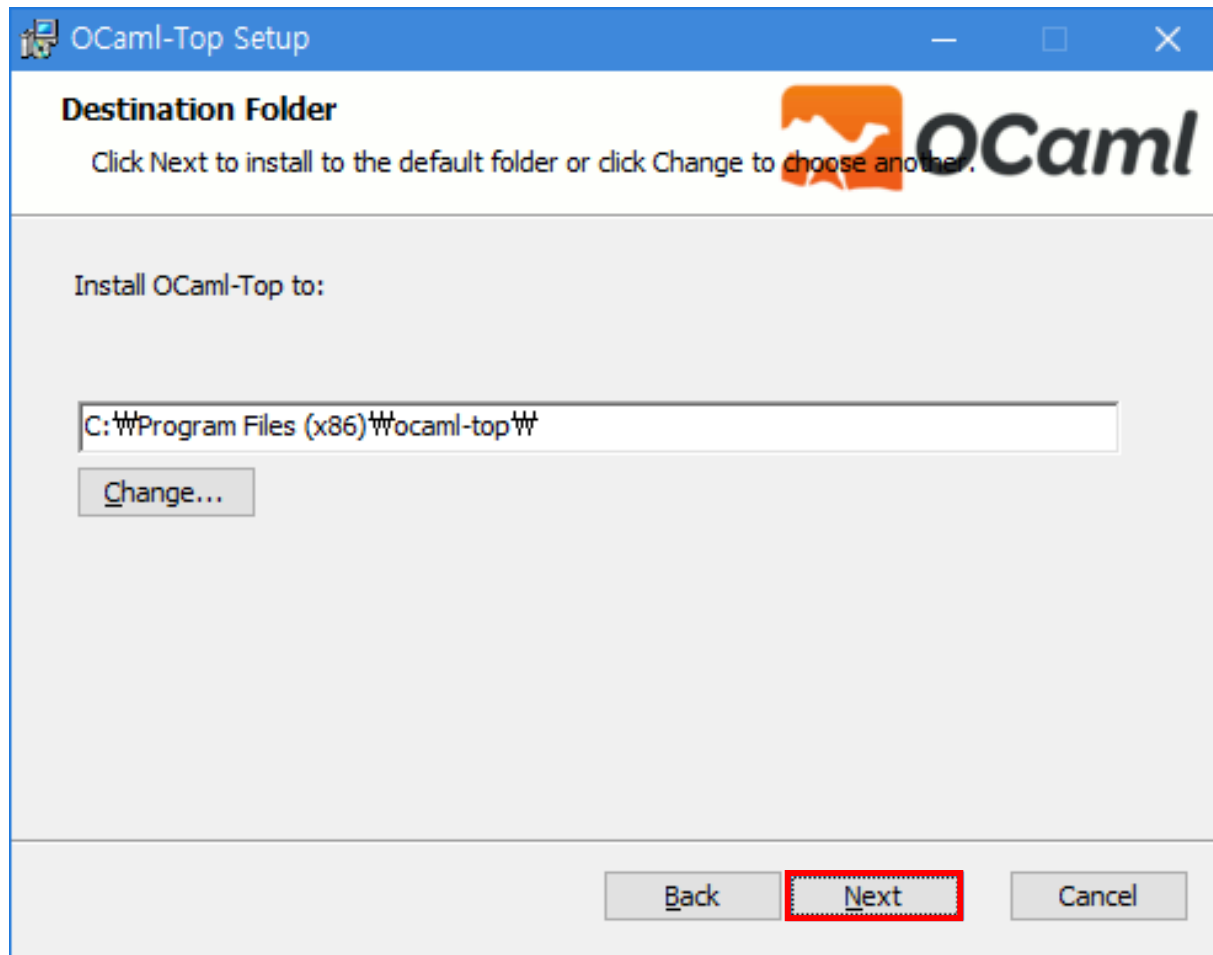 OCaml-Top Setup
Destination Folder
OCaml
Click Next to install to the default folder or click Change to choose another.
Install OCaml-Top to:
C:₩Program Files (x86)₩ocaml-top₩
Change...
Back
Next
Cancel